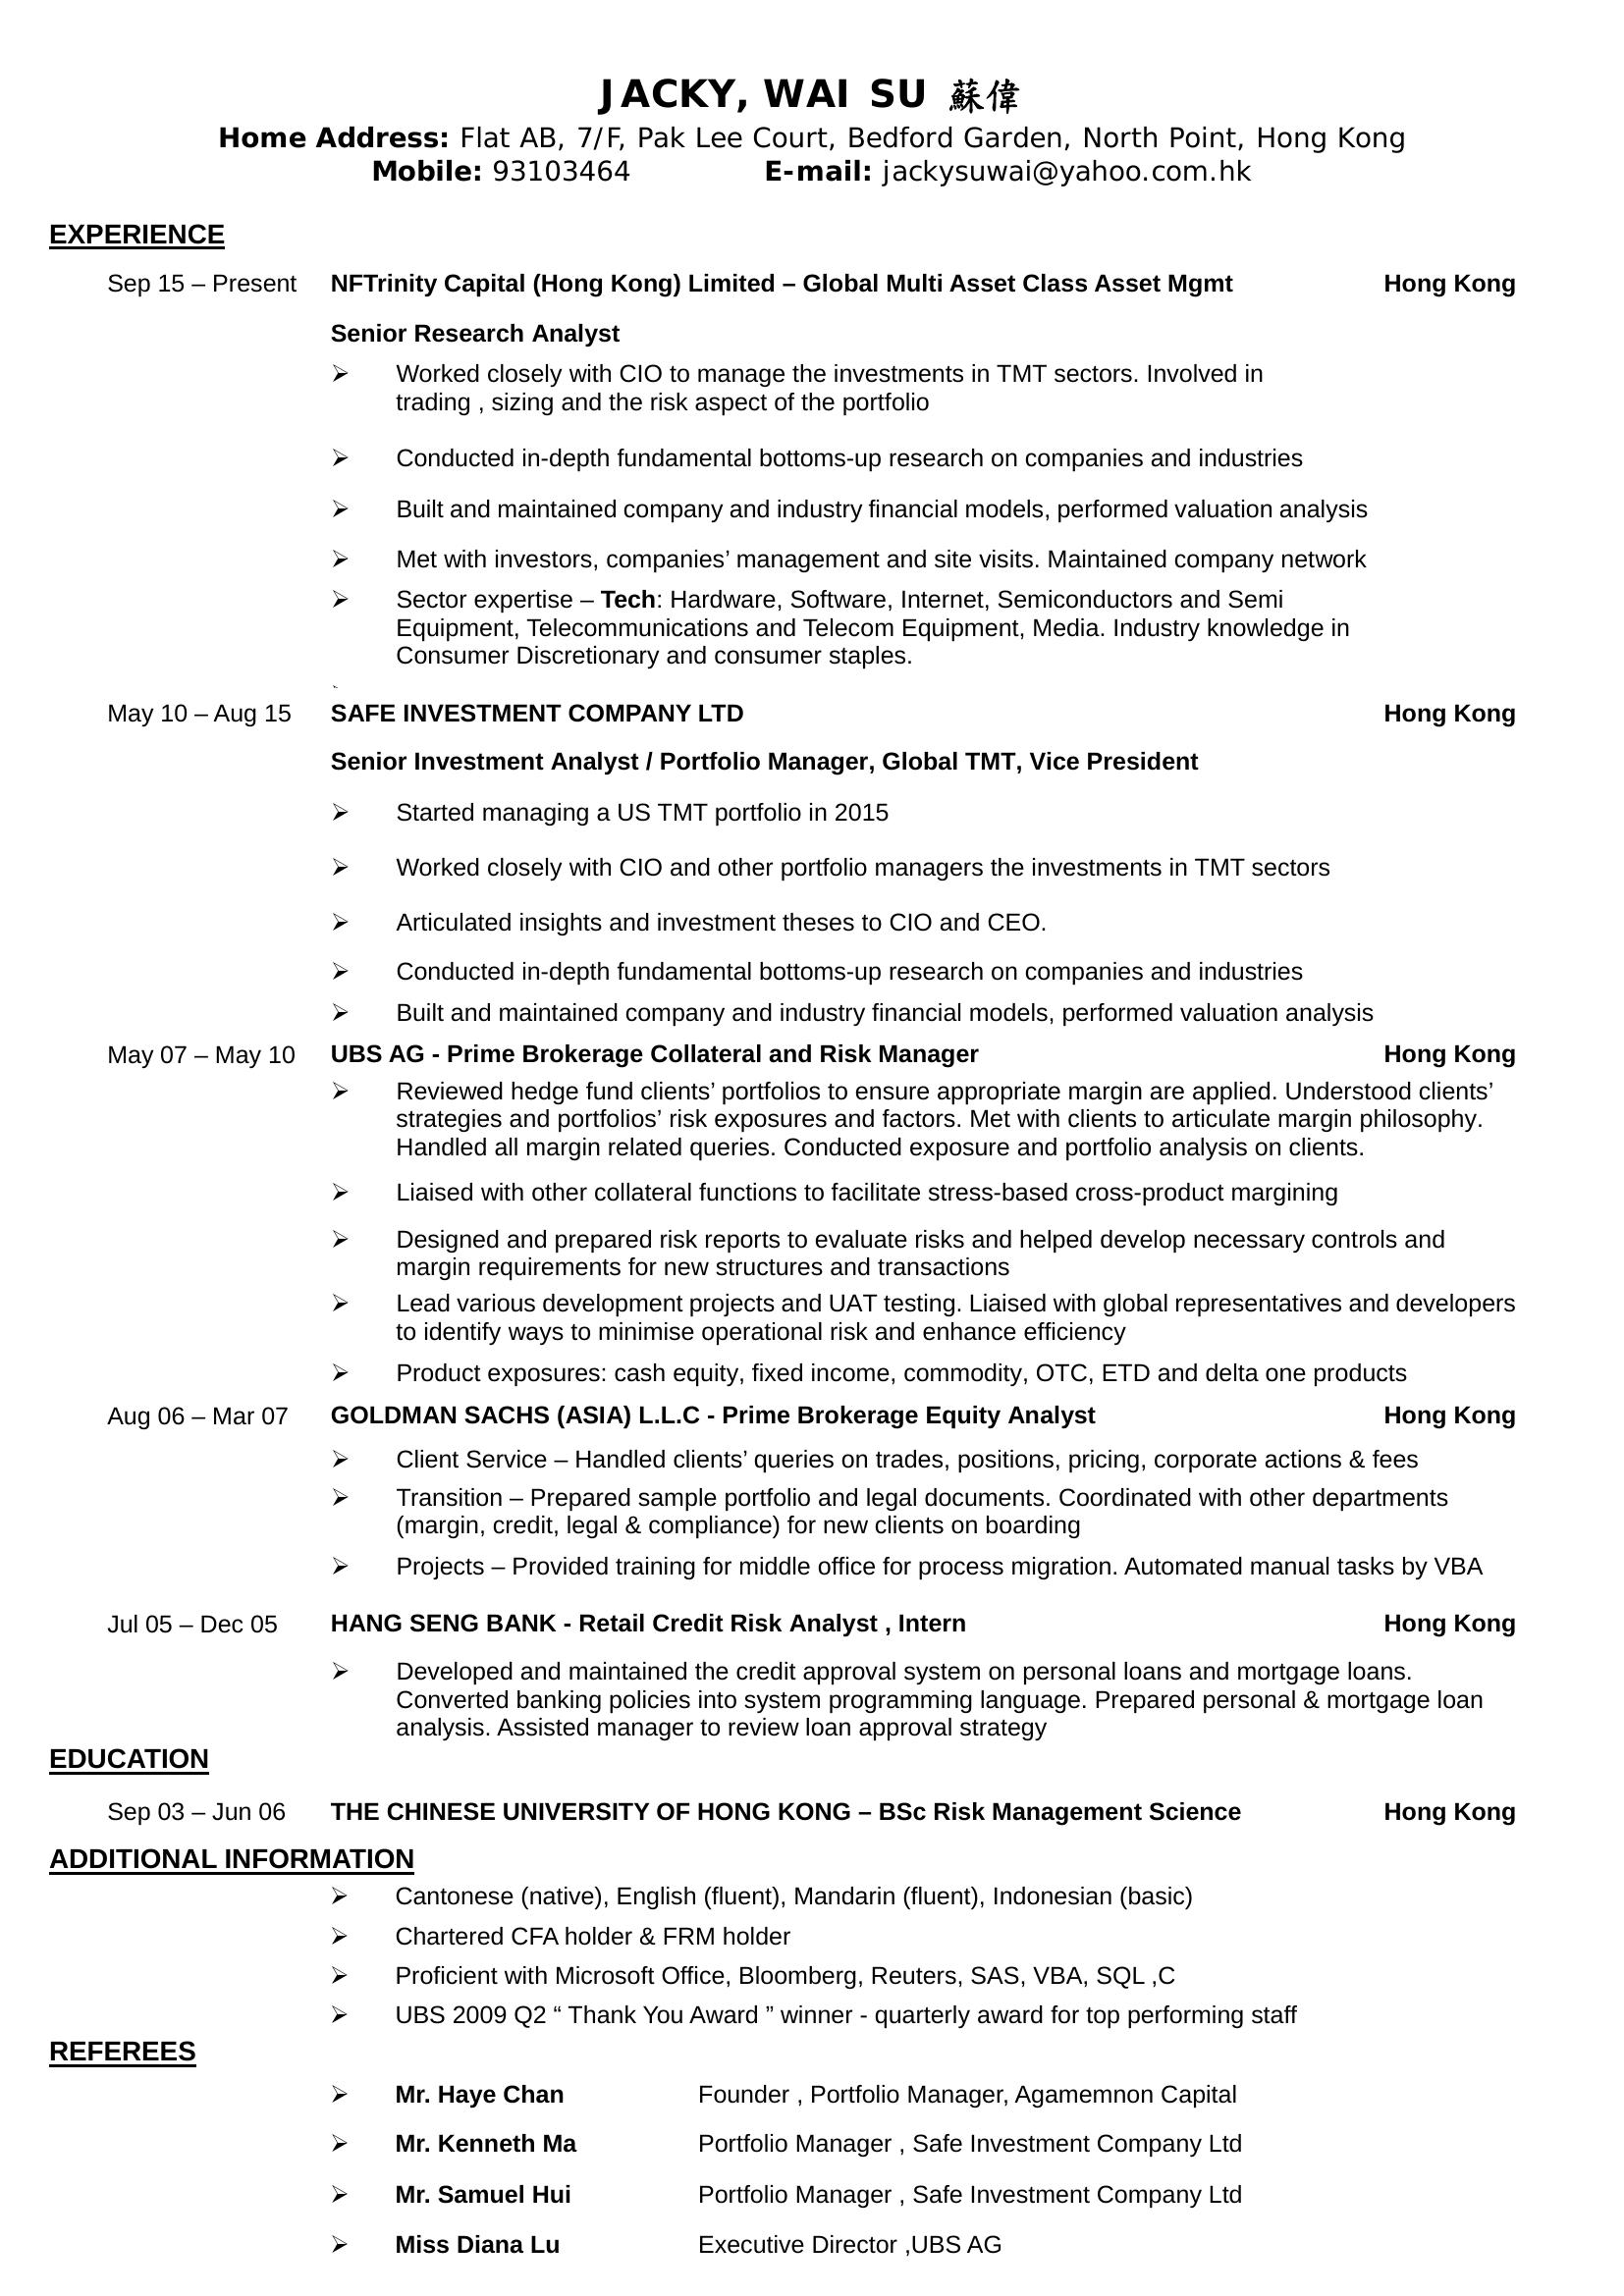 JACKY, WAI SU 蘇偉
Home Address: Flat AB, 7/F, Pak Lee Court, Bedford Garden, North Point, Hong Kong
Mobile: 93103464 E-mail: jackysuwai@yahoo.com.hk
EXPERIENCE
Sep 15 – Present NFTrinity Capital (Hong Kong) Limited – Global Multi Asset Class Asset Mgmt Hong Kong
Senior Research Analyst
➢ Worked closely with CIO to manage the investments in TMT sectors. Involved in
trading , sizing and the risk aspect of the portfolio
➢ Conducted in-depth fundamental bottoms-up research on companies and industries
➢ Built and maintained company and industry financial models, performed valuation analysis
➢ Met with investors, companies’ management and site visits. Maintained company network
➢ Sector expertise – Tech: Hardware, Software, Internet, Semiconductors and Semi
Equipment, Telecommunications and Telecom Equipment, Media. Industry knowledge in
Consumer Discretionary and consumer staples.
May 10 – Aug 15 SAFE INVESTMENT COMPANY LTD Hong Kong
Senior Investment Analyst / Portfolio Manager, Global TMT, Vice President
➢ Started managing a US TMT portfolio in 2015
➢ Worked closely with CIO and other portfolio managers the investments in TMT sectors
➢ Articulated insights and investment theses to CIO and CEO.
➢ Conducted in-depth fundamental bottoms-up research on companies and industries
➢ Built and maintained company and industry financial models, performed valuation analysis
May 07 – May 10 UBS AG - Prime Brokerage Collateral and Risk Manager Hong Kong
➢ Reviewed hedge fund clients’ portfolios to ensure appropriate margin are applied. Understood clients’
strategies and portfolios’ risk exposures and factors. Met with clients to articulate margin philosophy.
Handled all margin related queries. Conducted exposure and portfolio analysis on clients.
➢ Liaised with other collateral functions to facilitate stress-based cross-product margining
➢ Designed and prepared risk reports to evaluate risks and helped develop necessary controls and
margin requirements for new structures and transactions
➢ Lead various development projects and UAT testing. Liaised with global representatives and developers
to identify ways to minimise operational risk and enhance efficiency
➢ Product exposures: cash equity, fixed income, commodity, OTC, ETD and delta one products
Aug 06 – Mar 07 GOLDMAN SACHS (ASIA) L.L.C - Prime Brokerage Equity Analyst Hong Kong
➢ Client Service – Handled clients’ queries on trades, positions, pricing, corporate actions & fees
➢ Transition – Prepared sample portfolio and legal documents. Coordinated with other departments
(margin, credit, legal & compliance) for new clients on boarding
➢ Projects – Provided training for middle office for process migration. Automated manual tasks by VBA
Jul 05 – Dec 05 HANG SENG BANK - Retail Credit Risk Analyst , Intern Hong Kong
➢ Developed and maintained the credit approval system on personal loans and mortgage loans.
Converted banking policies into system programming language. Prepared personal & mortgage loan
analysis. Assisted manager to review loan approval strategy
EDUCATION
Sep 03 – Jun 06 THE CHINESE UNIVERSITY OF HONG KONG – BSc Risk Management Science Hong Kong
ADDITIONAL INFORMATION
➢ Cantonese (native), English (fluent), Mandarin (fluent), Indonesian (basic)
➢ Chartered CFA holder & FRM holder
➢ Proficient with Microsoft Office, Bloomberg, Reuters, SAS, VBA, SQL ,C
➢ UBS 2009 Q2 “ Thank You Award ” winner - quarterly award for top performing staff
REFEREES
➢ Mr. Haye Chan Founder , Portfolio Manager, Agamemnon Capital
➢ Mr. Kenneth Ma Portfolio Manager , Safe Investment Company Ltd
➢ Mr. Samuel Hui Portfolio Manager , Safe Investment Company Ltd
➢ Miss Diana Lu Executive Director ,UBS AG